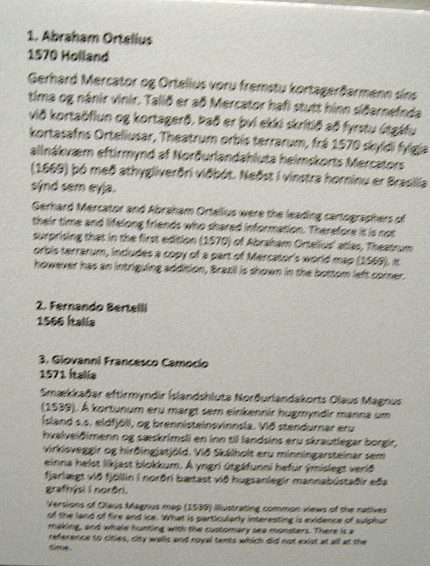 1. Abraham Ortelius
1570 Holland
Gerhard Mercator og Ortelius voru fremstu kortagerðarmenn síns
tíma og nánir vinir. Talið er að Mercator hafi stutt hinn síðarnefnda
við kortaöflun og kortagerð. Það er því ekki skrítið að fyrstu útgáfu
kortasafns Orteliusar, Theatrum orbis terrarum, frá 1570 skyldi fylgja
allnákvæm eftirmynd af Norðurlandahluta heimskorts Mercators
(1669) þó með athygliverðri viðbót. Neðst í vinstra horninu er Brasilía
sýnd sem eyja.
Gerhard Mercator and Abraham Ortelius were the leading cartographers of
their time and lifelong friends who shared information. Therefore it is not
surprising that in the first edition (1570) of Abraham Ortelius' atlas, Theatrum
orbis terrarum, includes a copy of a part of Mercator's world map (1569). It
however has an intriguing addition, Brazil is shown in the bottom left corner.
2. Fernando Bertelli
1566 Ítalía
3. Giovanni Francesco Camocio
1571 Ítalía
Smækkaðar eftirmyndir Íslandshluta Norðurlandakorts Olaus Magnus
(1539). Á kortunum eru margt sem einkennir hugmyndir manna um
Ísland s.s. eldfjöll, og brennisteinsvinnsla. Við stendurnar eru
hvalveiðimenn og sæskrímsli en inn til landsins eru skrautlegar borgir,
virkisveggir og hirðingjatjöld. Við Skálholt eru minningarsteinar sem
einna helst líkjast blokkum. Á yngri útgáfunni hefur ýmislegt verið
fjarlægt við fjöllin í norðri bætast við hugsanlegir mannabústaðir eða
grafhýsi í norðri.
Versions of Olaus Magnus map (1539) illustrating common views of the natives
of the land of fire and ice. What is particularly interesting is evidence of sulphur
making, and whale hunting with the customary sea monsters. There is a
reference to cities, city walls and royal tents which did not exist at all at the
time.